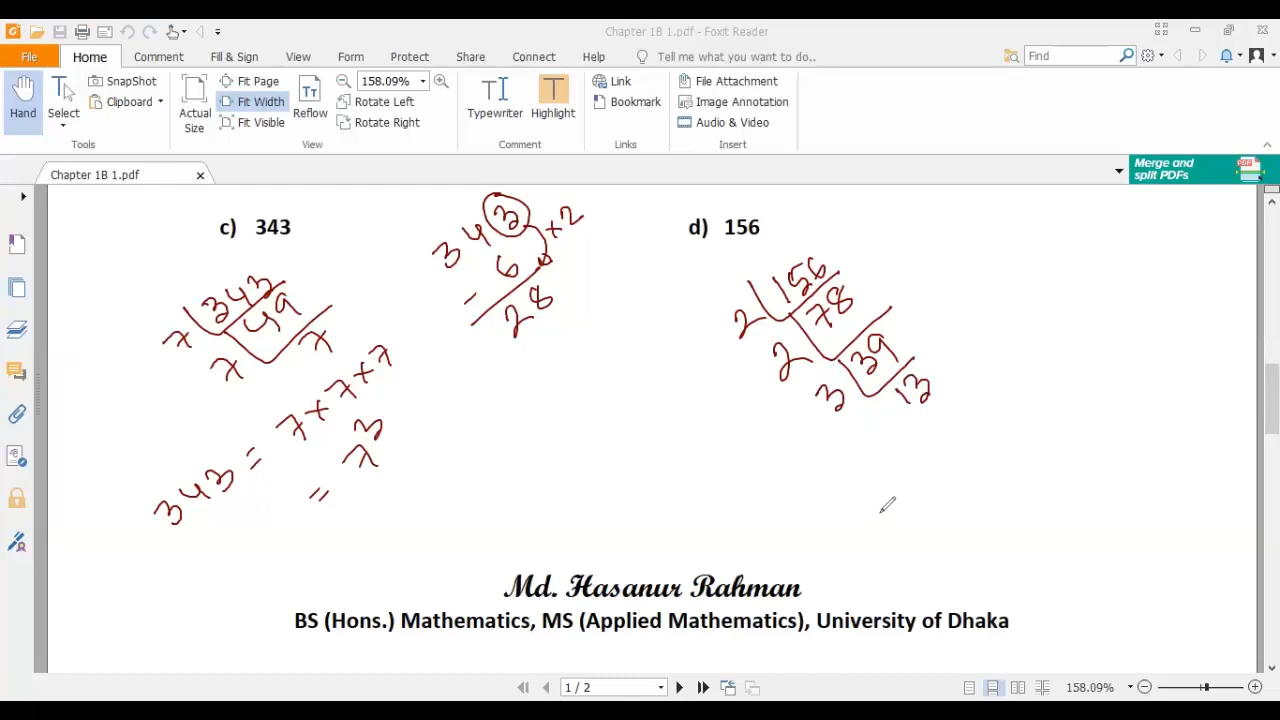 Chapter 1B 1.pdf - Foxit Reader
File Home Comment Fill & Sign View Form Protect Share Connect Help Tell me what you want to do.. Find
Hand
Select
SnapShot
Clipboard
Actual Size
Fit Page
Fit Width
Fit Visible
Reflow
158.09%
Rotate Left
Rotate Right
Typewriter
Highlight
Link
Bookmark
File Attachment
Image Annotation
Audio & Video
Tools View Comment Links Insert
Chapter 1B 1.pdf
Merge and
split PDFs
c) 343
7 343
7 49
7
343 = 7 × 7 × 7
= 7³
343 ×2
- 6
28
d) 156
2 156
2 78
3 39
13
Md. Hasanur Rahman
BS (Hons.) Mathematics, MS (Applied Mathematics), University of Dhaka
1 / 2
158.09%